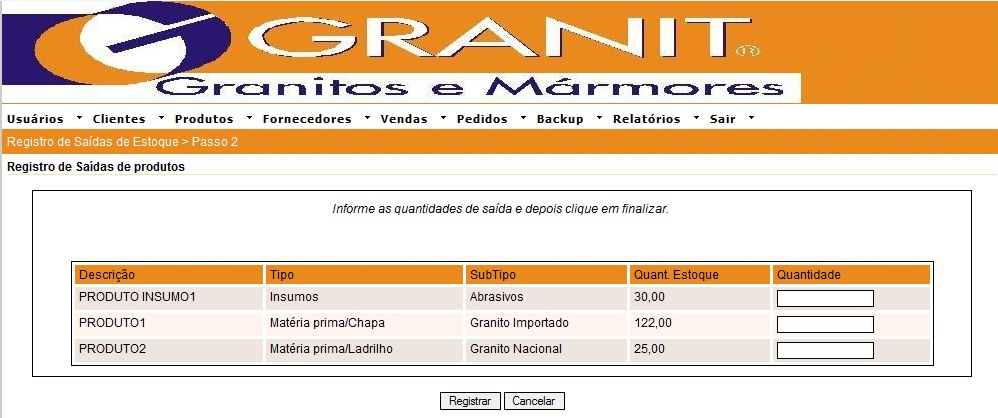 GRANIT®
Granitos e Mármores
Usuários Clientes Produtos Fornecedores Vendas Pedidos Backup Relatórios Sair
Registro de Saídas de Estoque > Passo 2
Registro de Saídas de produtos
Informe as quantidades de saída e depois clique em finalizar.
Descrição Tipo SubTipo Quant. Estoque Quantidade
PRODUTO INSUMO1 Insumos Abrasivos 30,00
PRODUTO1 Matéria prima/Chapa Granito Importado 122,00
PRODUTO2 Matéria prima/Ladrilho Granito Nacional 25,00
Registrar Cancelar